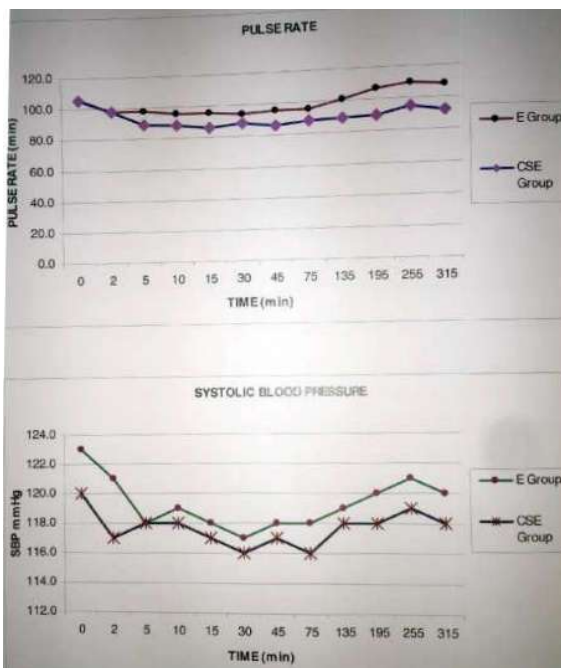 PULSE RATE
120.0
100.0
80.0
60.0
40.0
20.0
0.0
PULSE RATE (min)
0 2 5 10 15 30 45 75 135 195 255 315
TIME (min)
E Group
CSE
Group
SYSTOLIC BLOOD PRESSURE
124.0
122.0
120.0
118.0
116.0
114.0
112.0
SBP mmHg
0 2 5 10 15 30 45 75 135 195 255 315
TIME (min)
E Group
CSE
Group